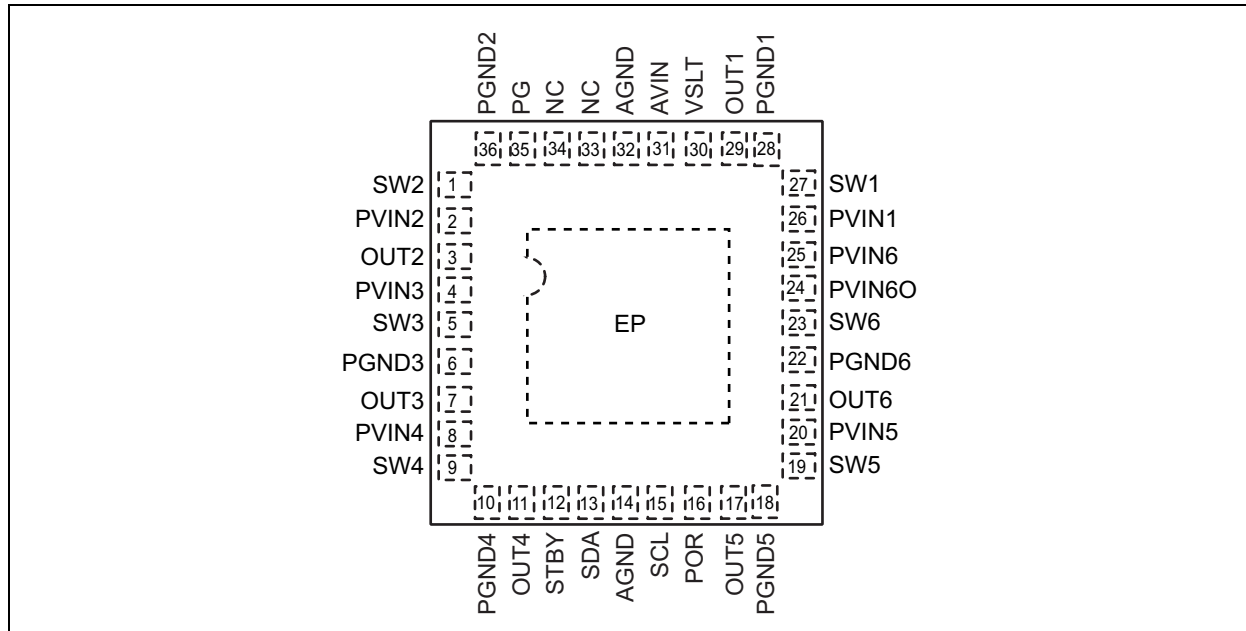 PGND2
PG
NC
NC
AGND
AVIN
VSLT
OUT1
PGND1
36 35 34 33 32 31 30 29 28
SW2 1
PVIN2 2
OUT2 3
PVIN3 4
SW3 5
PGND3 6
OUT3 7
PVIN4 8
SW4 9
EP
27 SW1
26 PVIN1
25 PVIN6
24 PVIN6O
23 SW6
22 PGND6
21 OUT6
20 PVIN5
19 SW5
10 11 12 13 14 15 16 17 18
PGND4
OUT4
STBY
SDA
AGND
SCL
POR
OUT5
PGND5